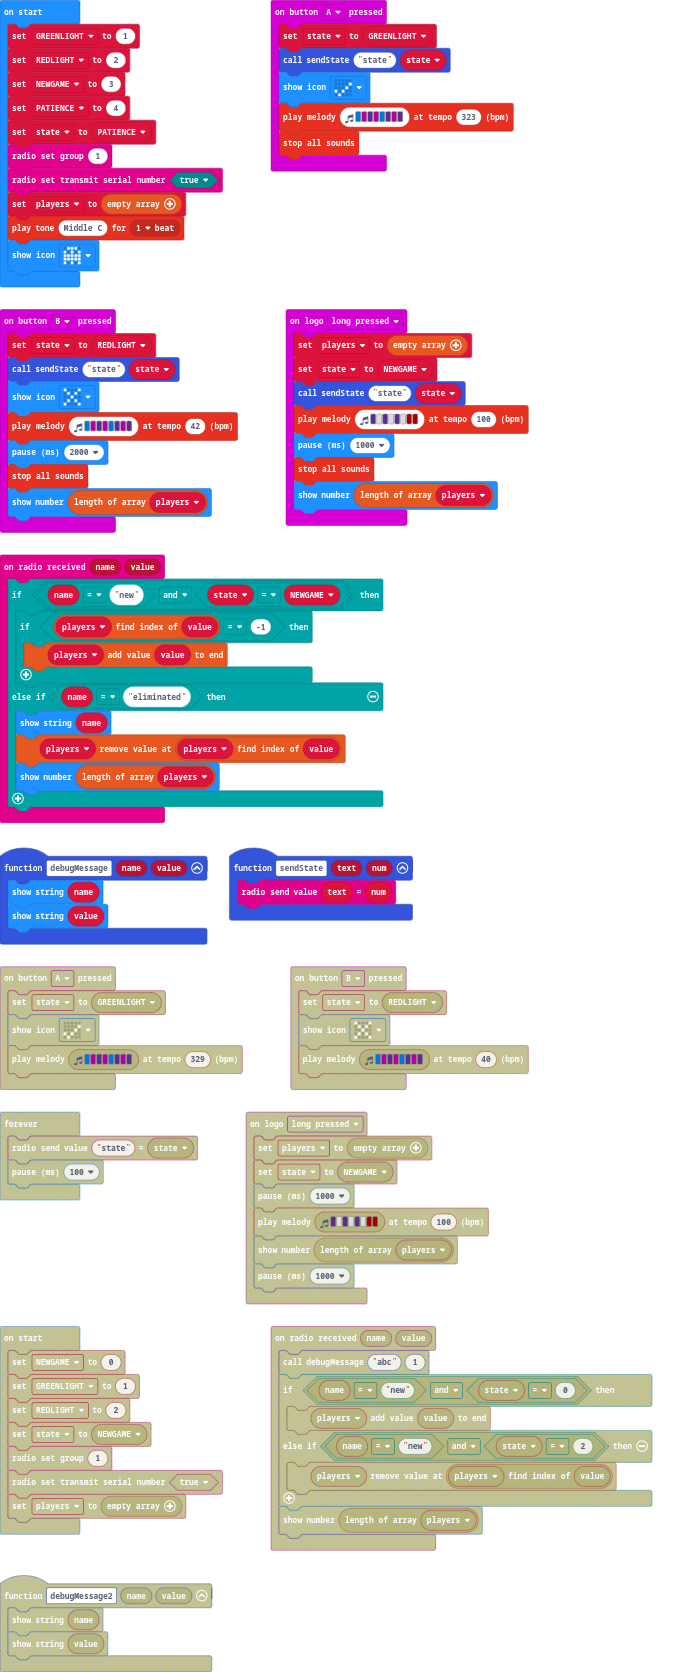 on start
set GREENLIGHT to 1
set REDLIGHT to 2
set NEWGAME to 3
set PATIENCE to 4
set state to PATIENCE
radio set group 1
radio set transmit serial number true
set players to empty array
play tone Middle C for 1 beat
show icon
on button A pressed
set state to GREENLIGHT
call sendState "state" state
show icon
play melody at tempo 323 (bpm)
stop all sounds
on button B pressed
set state to REDLIGHT
call sendState "state" state
show icon
play melody at tempo 42 (bpm)
pause (ms) 2000
stop all sounds
show number length of array players
on logo long pressed
set players to empty array
set state to NEWGAME
call sendState "state" state
play melody at tempo 100 (bpm)
pause (ms) 1000
stop all sounds
show number length of array players
on radio received name value
if name = "new" and state = NEWGAME then
if players find index of value = -1 then
players add value value to end
else if name = "eliminated" then
show string name
players remove value at players find index of value
show number length of array players
function debugMessage name value
show string name
show string value
function sendState text num
radio send value text = num
on button A pressed
set state to GREENLIGHT
show icon
play melody at tempo 329 (bpm)
on button B pressed
set state to REDLIGHT
show icon
play melody at tempo 40 (bpm)
forever
radio send value "state" = state
pause (ms) 100
on logo long pressed
set players to empty array
set state to NEWGAME
pause (ms) 1000
play melody at tempo 100 (bpm)
show number length of array players
pause (ms) 1000
on start
set NEWGAME to 0
set GREENLIGHT to 1
set REDLIGHT to 2
set state to NEWGAME
radio set group 1
radio set transmit serial number true
set players to empty array
on radio received name value
call debugMessage "abc" 1
if name = "new" and state = 0 then
players add value value to end
else if name = "new" and state = 2 then
players remove value at players find index of value
show number length of array players
function debugMessage2 name value
show string name
show string value